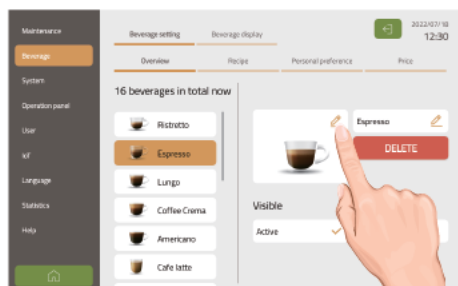 Maintenance
Beverage
System
Operation panel
User
IoT
Language
Statistics
Help
Beverage setting
Beverage display
2022/07/18
12:30
Overview
Recipe
Personal preference
Price
16 beverages in total now
Ristretto
Espresso
Lungo
Coffee Crema
Americano
Cafe latte
Espresso
DELETE
Visible
Active